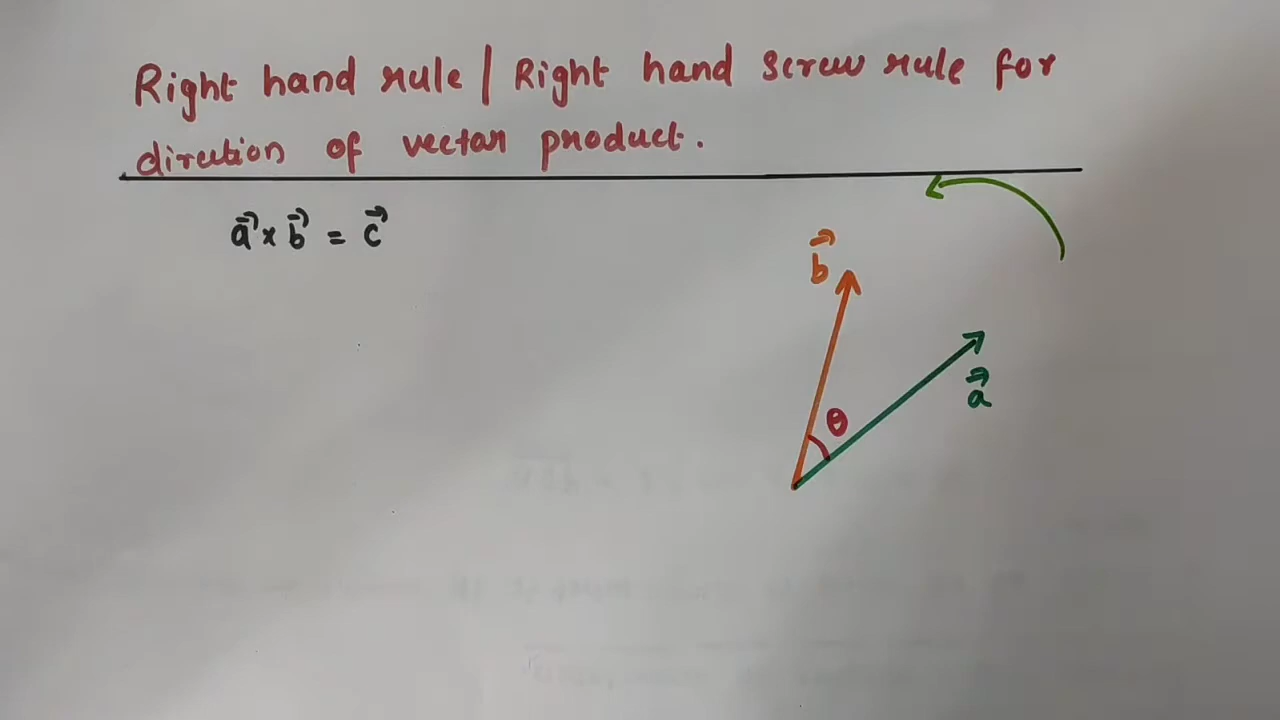 Right hand rule | Right hand screw rule for
direction of vector product.
a⃗ × b⃗ = c⃗
b⃗
a⃗
θ